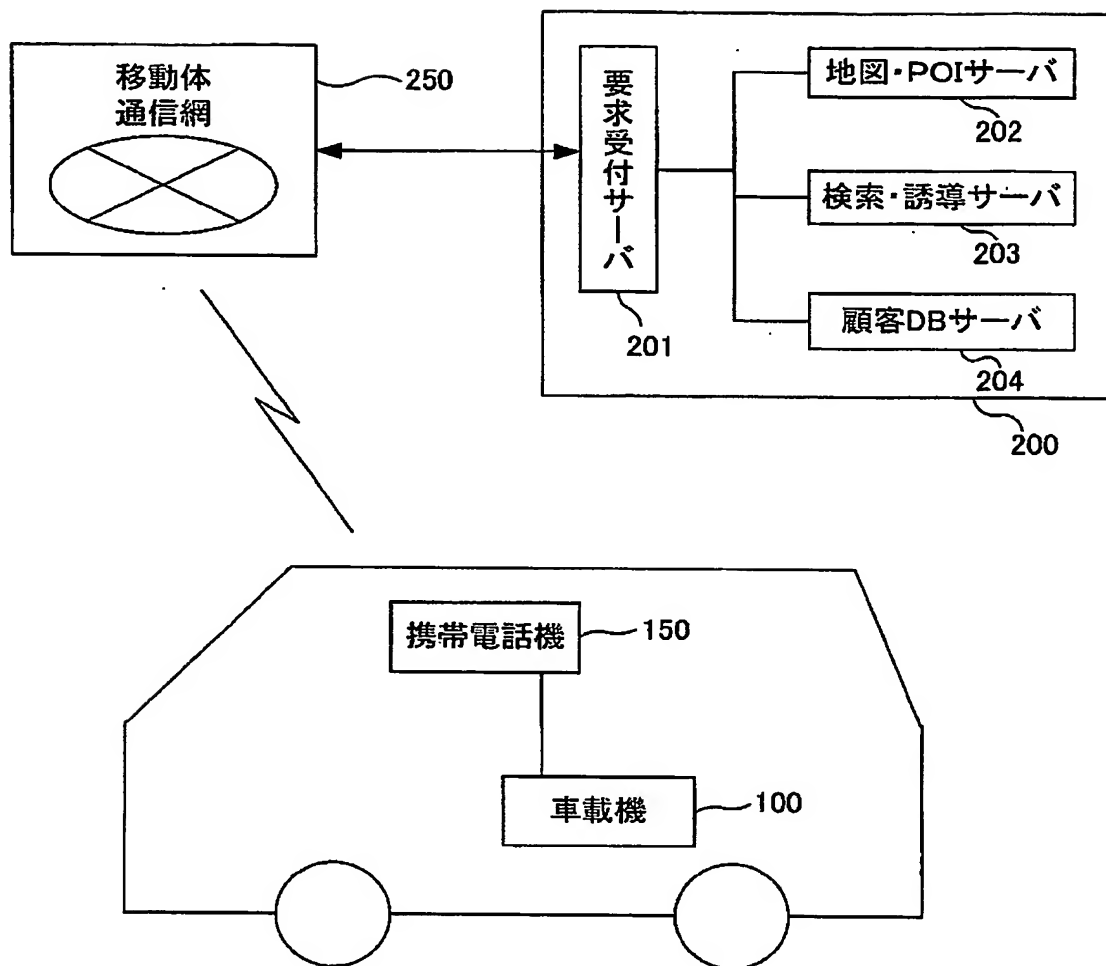 移動体
通信網
250
要求受付サーバ
201
地図・POIサーバ
202
検索・誘導サーバ
203
顧客DBサーバ
204
200
携帯電話機
150
車載機
100